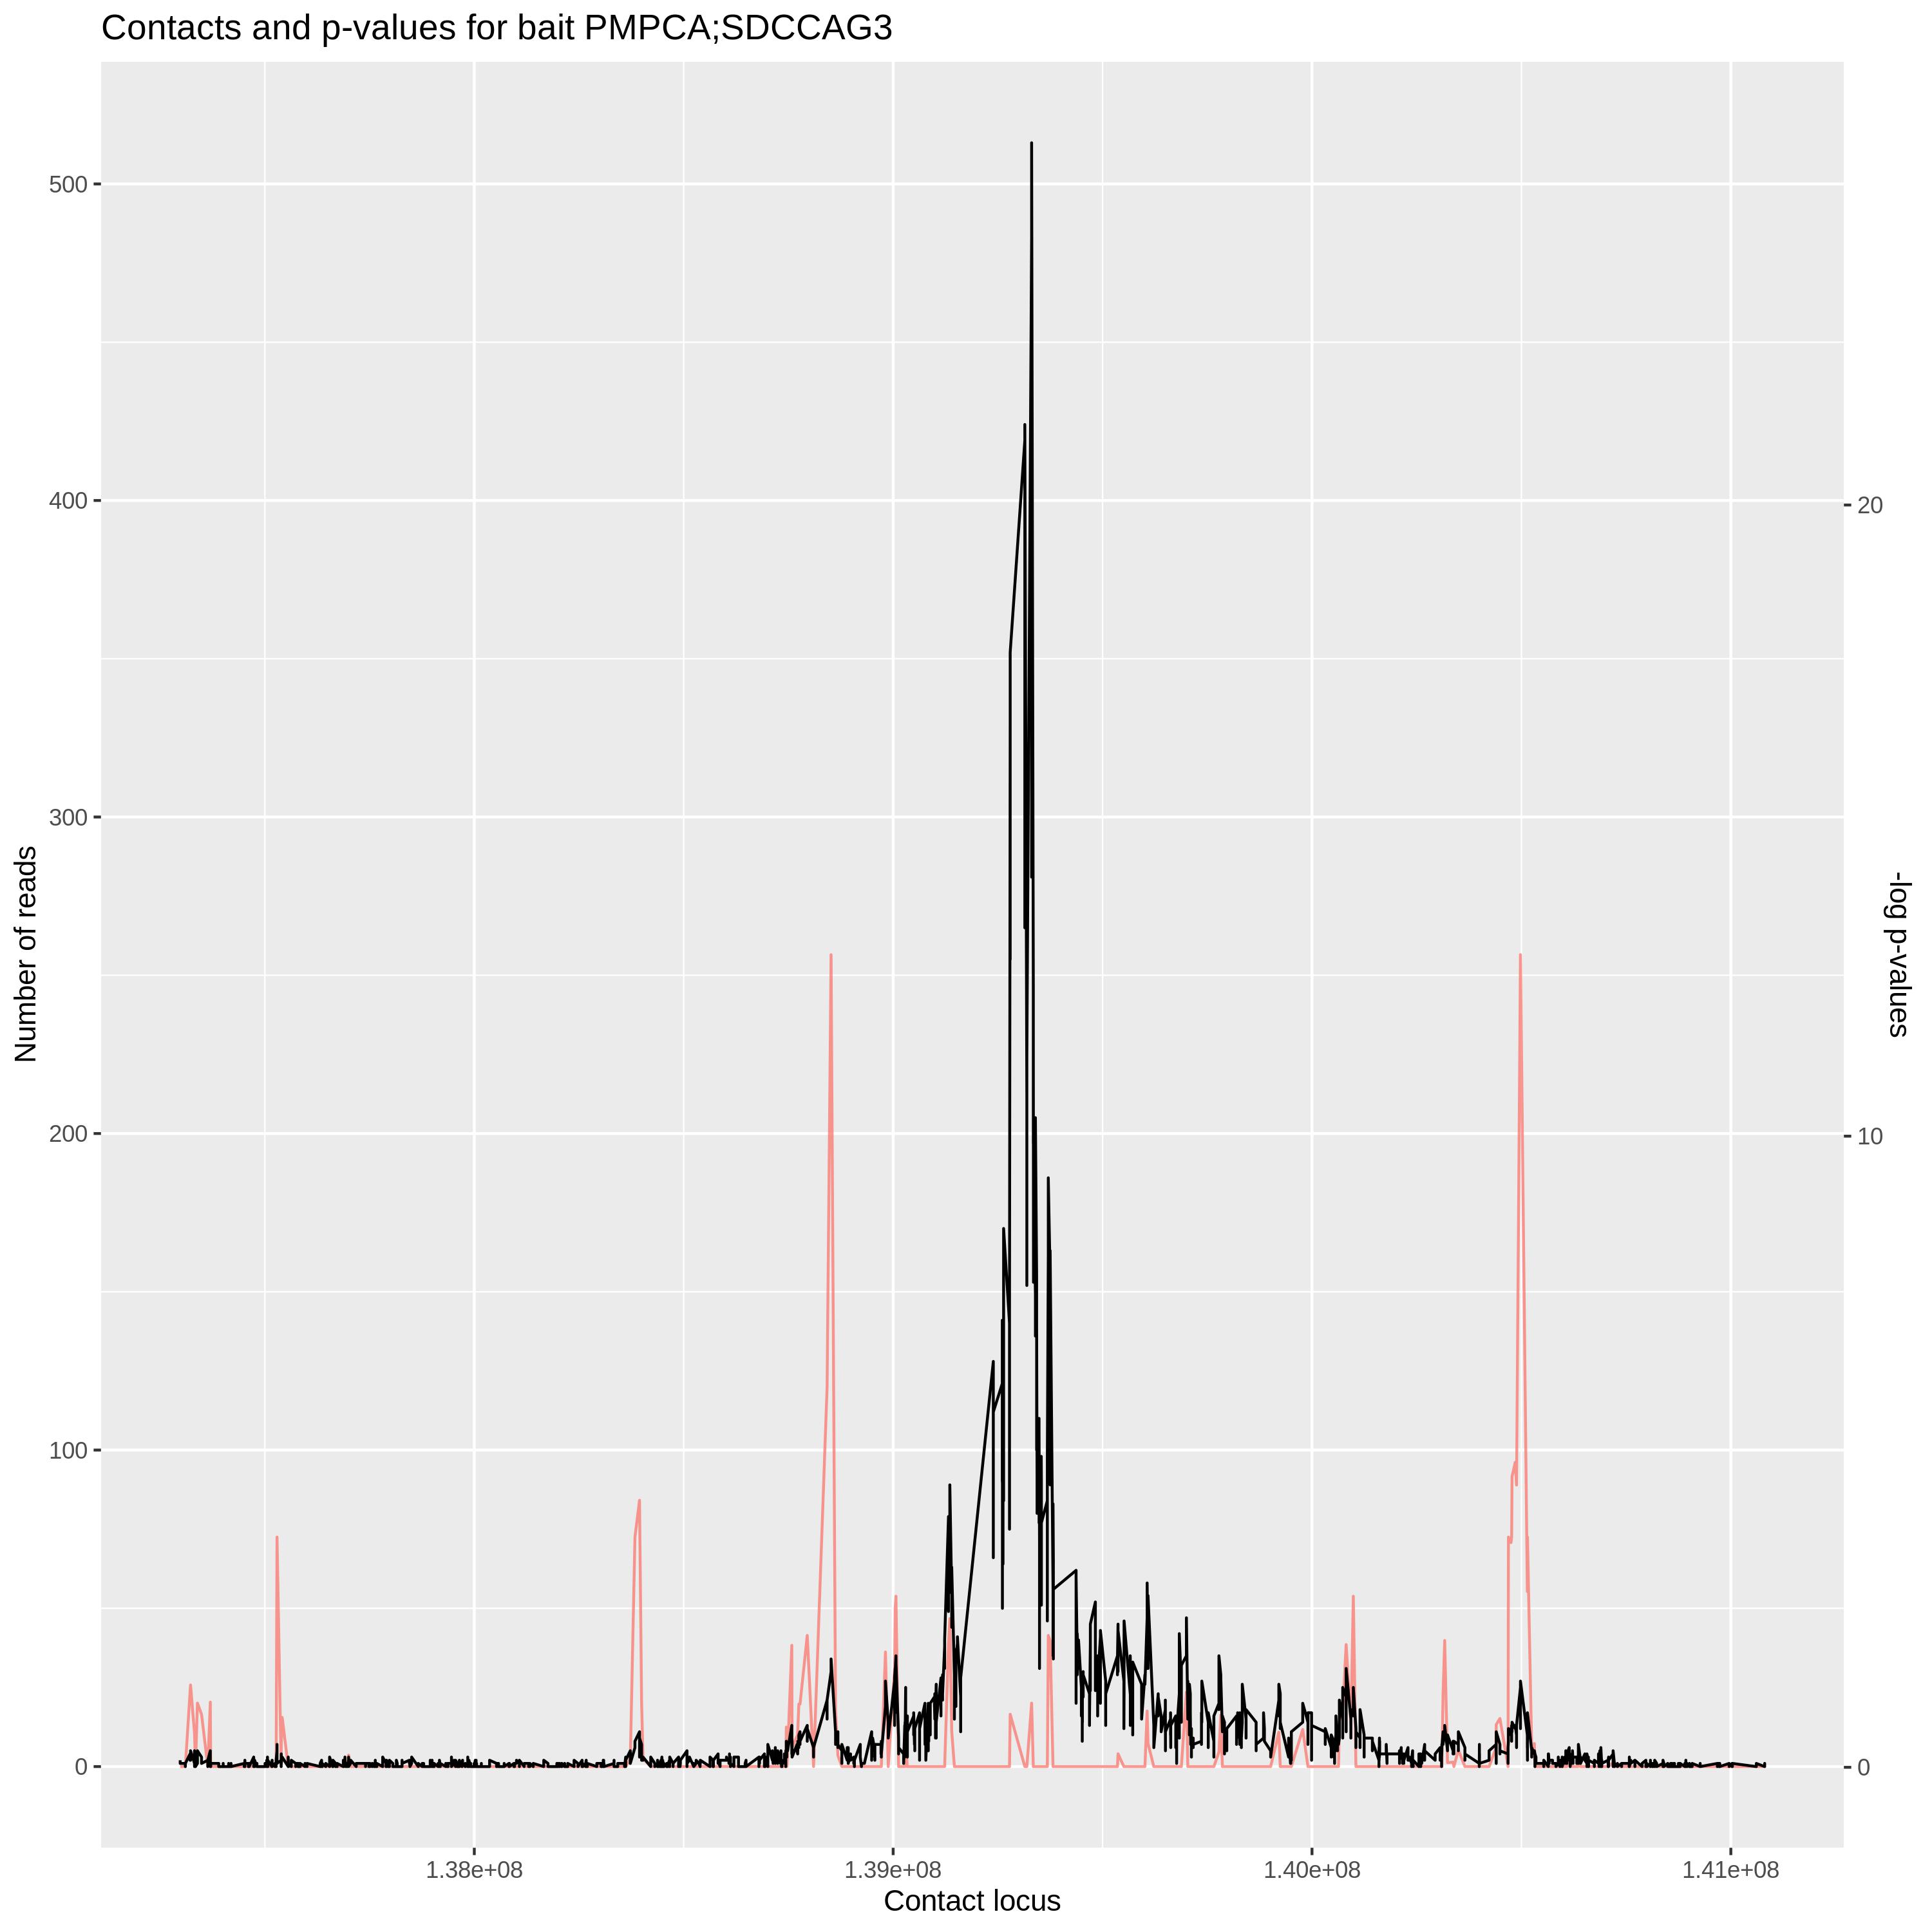 Contacts and p-values for bait PMPCA;SDCCAG3
500
400
300
200
100
0
Number of reads
20
10
0
-log p-values
1.38e+08
1.39e+08
1.40e+08
1.41e+08
Contact locus